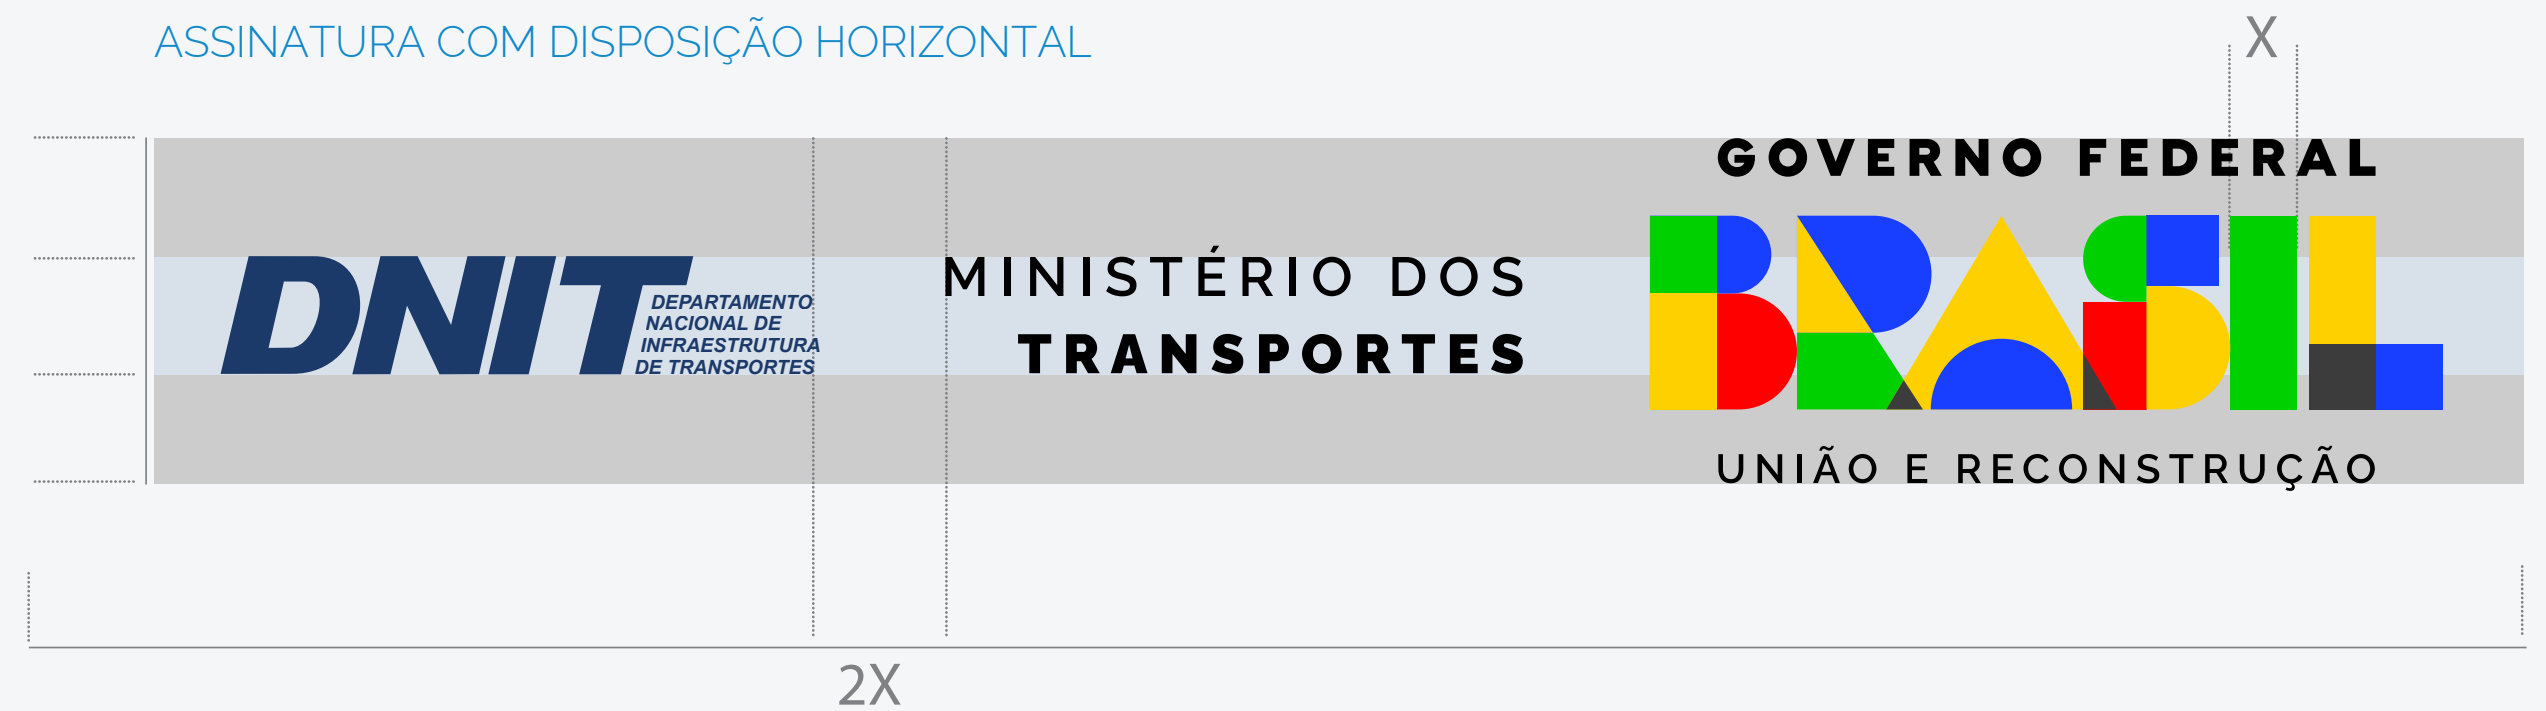 ASSINATURA COM DISPOSIÇÃO HORIZONTAL
X
DNIT
DEPARTAMENTO
NACIONAL DE
INFRAESTRUTURA
DE TRANSPORTES
MINISTÉRIO DOS
TRANSPORTES
GOVERNO FEDERAL
BRASIL
UNIÃO E RECONSTRUÇÃO
2X